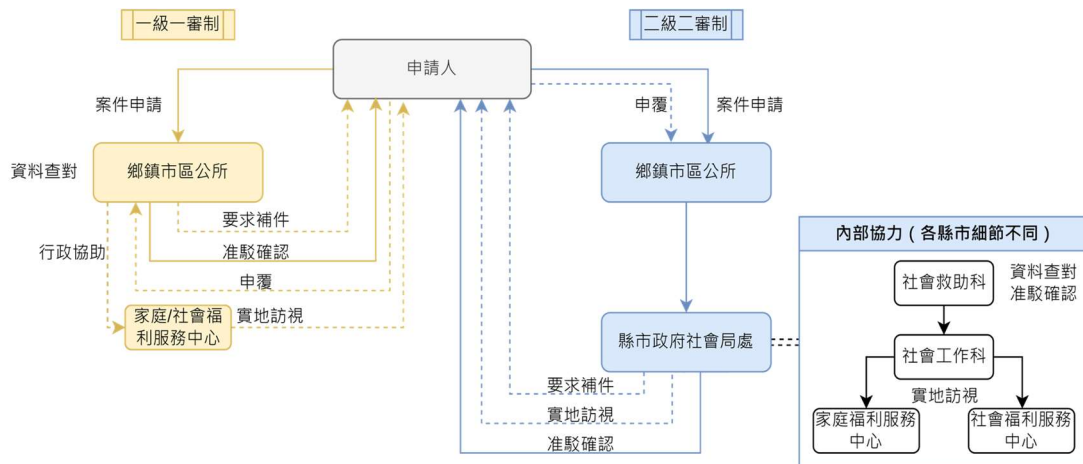 一級一審制
二級二審制
申請人
案件申請
申覆
案件申請
鄉鎮市區公所
資料查對
鄉鎮市區公所
要求補件
行政協助
准駁確認
申覆
家庭/社會福
利服務中心
實地訪視
縣市政府社會局處
要求補件
實地訪視
准駁確認
內部協力（各縣市細節不同）
社會救助科
資料查對
准駁確認
社會工作科
實地訪視
家庭福利服務
中心
社會福利服務
中心